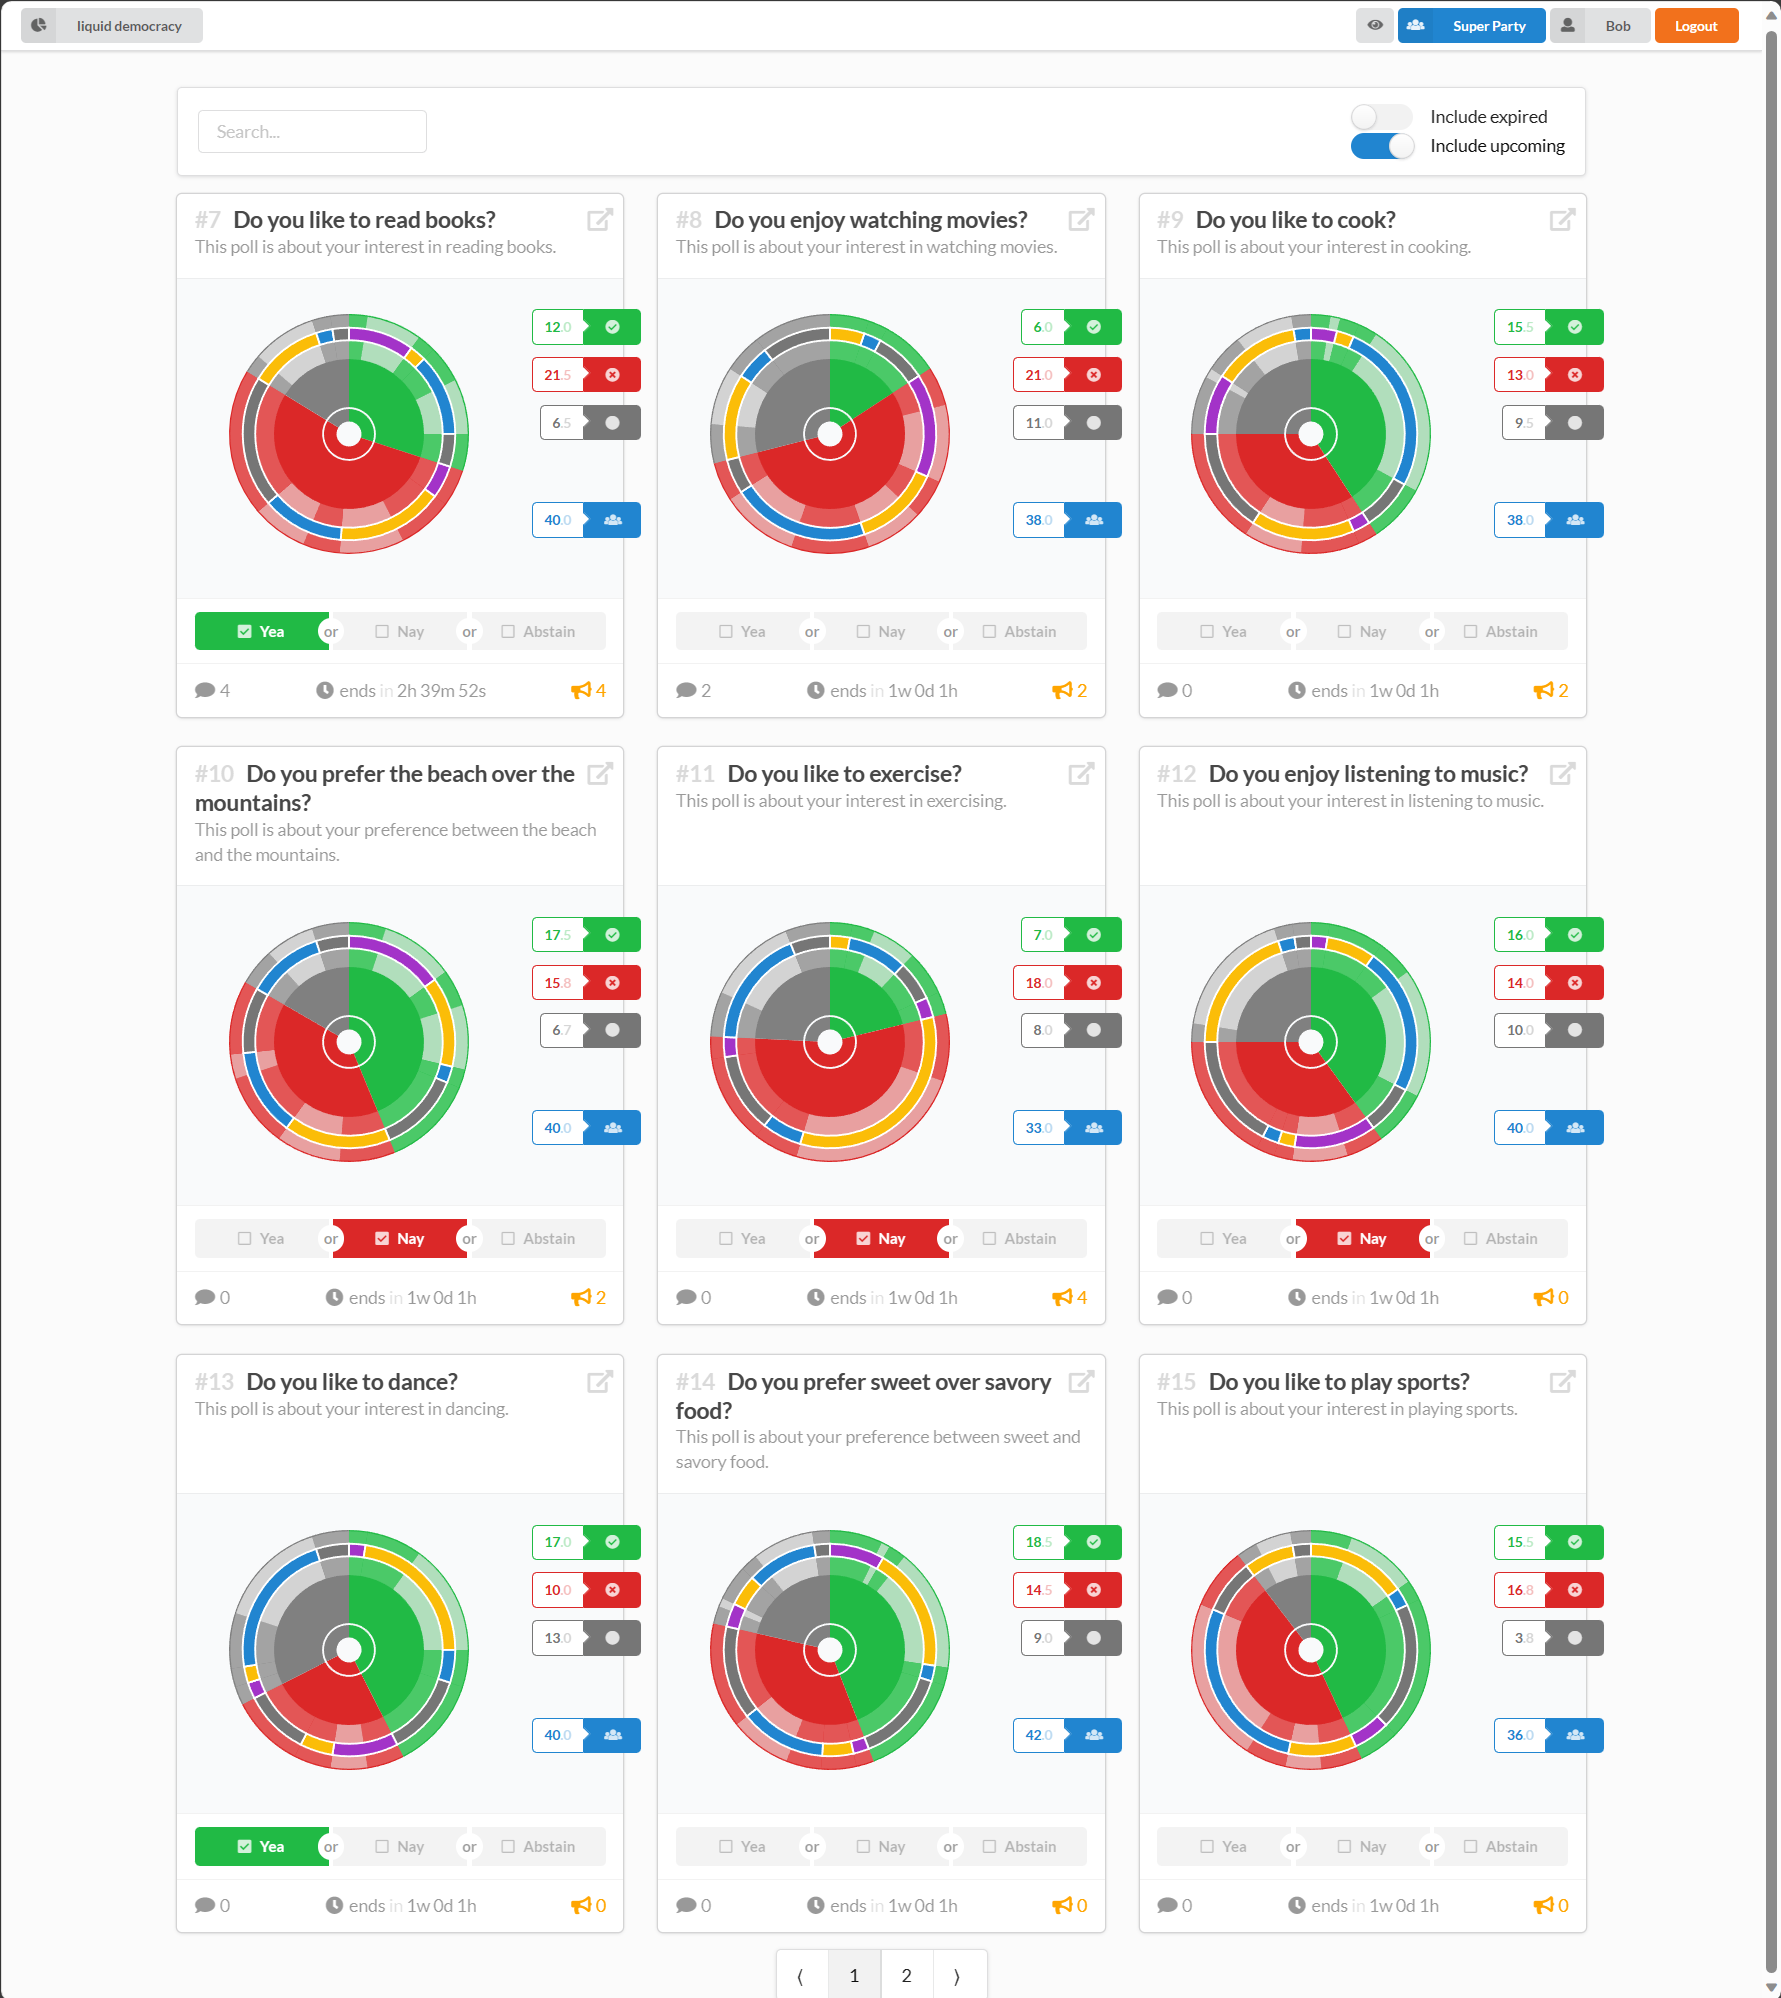 liquid democracy
Super Party
Bob
Logout
Search...
Include expired
Include upcoming
#7 Do you like to read books?
This poll is about your interest in reading books.
12.0
21.5
6.5
40.0
Yea or Nay or Abstain
4 ends in 2h 39m 52s 4
#8 Do you enjoy watching movies?
This poll is about your interest in watching movies.
6.0
21.0
11.0
38.0
Yea or Nay or Abstain
2 ends in 1w 0d 1h 2
#9 Do you like to cook?
This poll is about your interest in cooking.
15.5
13.0
9.5
38.0
Yea or Nay or Abstain
0 ends in 1w 0d 1h 2
#10 Do you prefer the beach over the
mountains?
This poll is about your preference between the beach
and the mountains.
17.5
15.8
6.7
40.0
Yea or Nay or Abstain
0 ends in 1w 0d 1h 2
#11 Do you like to exercise?
This poll is about your interest in exercising.
7.0
18.0
8.0
33.0
Yea or Nay or Abstain
0 ends in 1w 0d 1h 4
#12 Do you enjoy listening to music?
This poll is about your interest in listening to music.
16.0
14.0
10.0
40.0
Yea or Nay or Abstain
0 ends in 1w 0d 1h 0
#13 Do you like to dance?
This poll is about your interest in dancing.
17.0
10.0
13.0
40.0
Yea or Nay or Abstain
0 ends in 1w 0d 1h 0
#14 Do you prefer sweet over savory
food?
This poll is about your preference between sweet and
savory food.
18.5
14.5
9.0
42.0
Yea or Nay or Abstain
0 ends in 1w 0d 1h 0
#15 Do you like to play sports?
This poll is about your interest in playing sports.
15.5
16.8
3.8
36.0
Yea or Nay or Abstain
0 ends in 1w 0d 1h 0
⟨ 1 2 ⟩